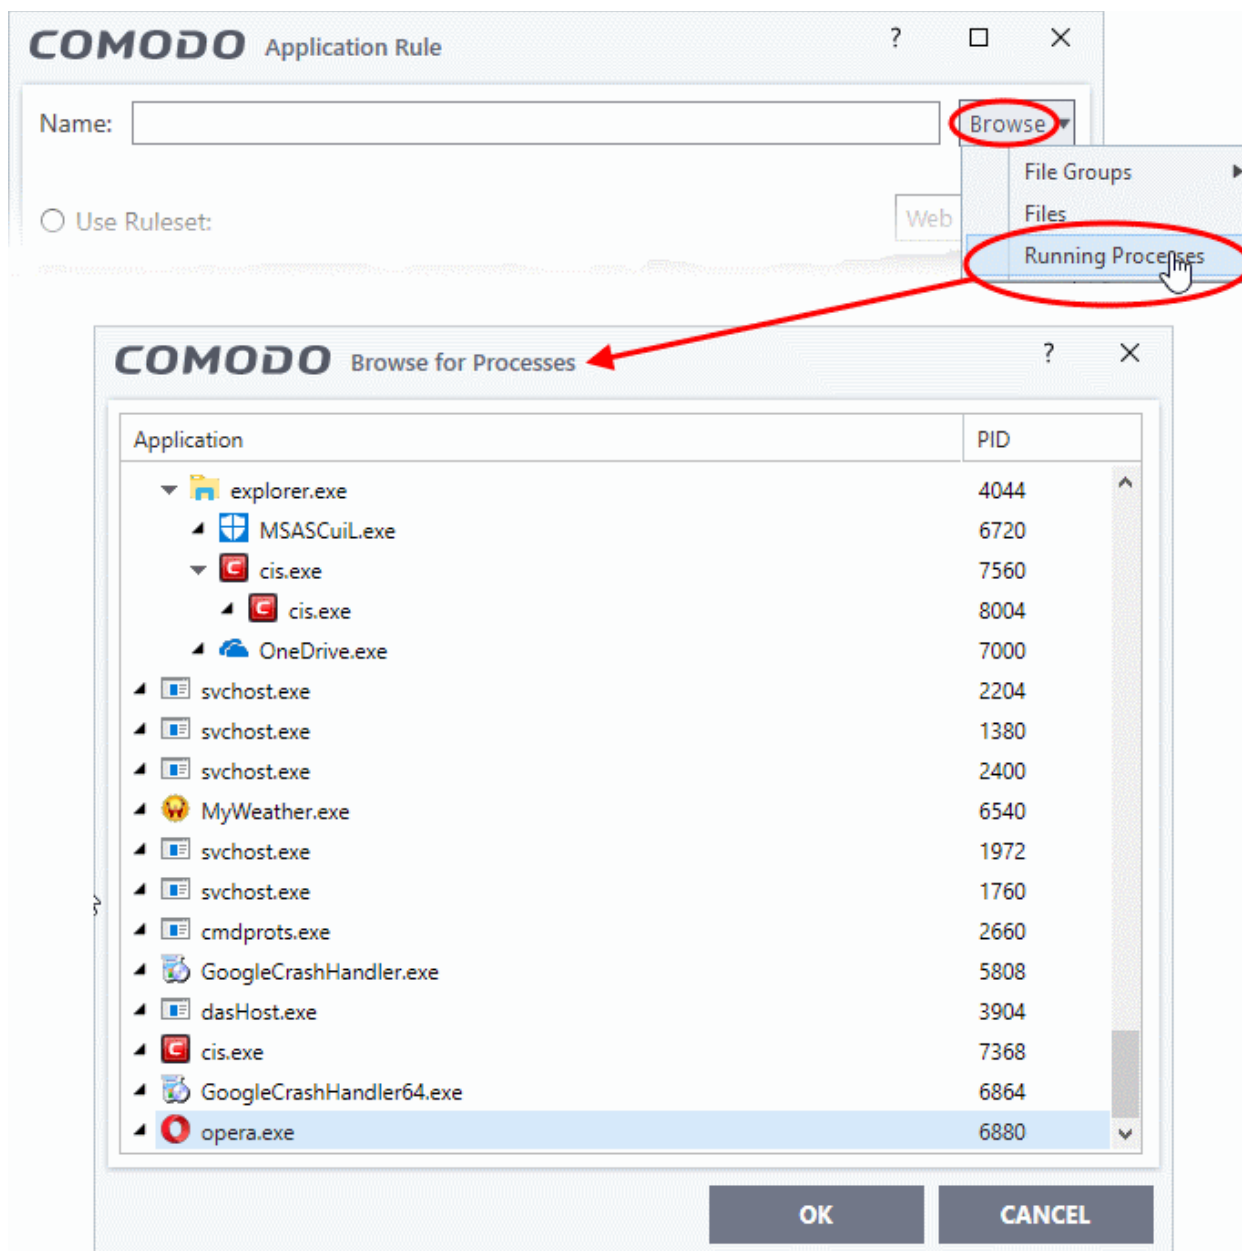 COMODO Application Rule ?
Name: Browse
File Groups
Use Ruleset: Web Files
Running Processes
COMODO Browse for Processes ?
Application PID
explorer.exe 4044
MSASCuiL.exe 6720
cis.exe 7560
cis.exe 8004
OneDrive.exe 7000
svchost.exe 2204
svchost.exe 1380
svchost.exe 2400
MyWeather.exe 6540
svchost.exe 1972
svchost.exe 1760
cmdprots.exe 2660
GoogleCrashHandler.exe 5808
dasHost.exe 3904
cis.exe 7368
GoogleCrashHandler64.exe 6864
opera.exe 6880
OK CANCEL